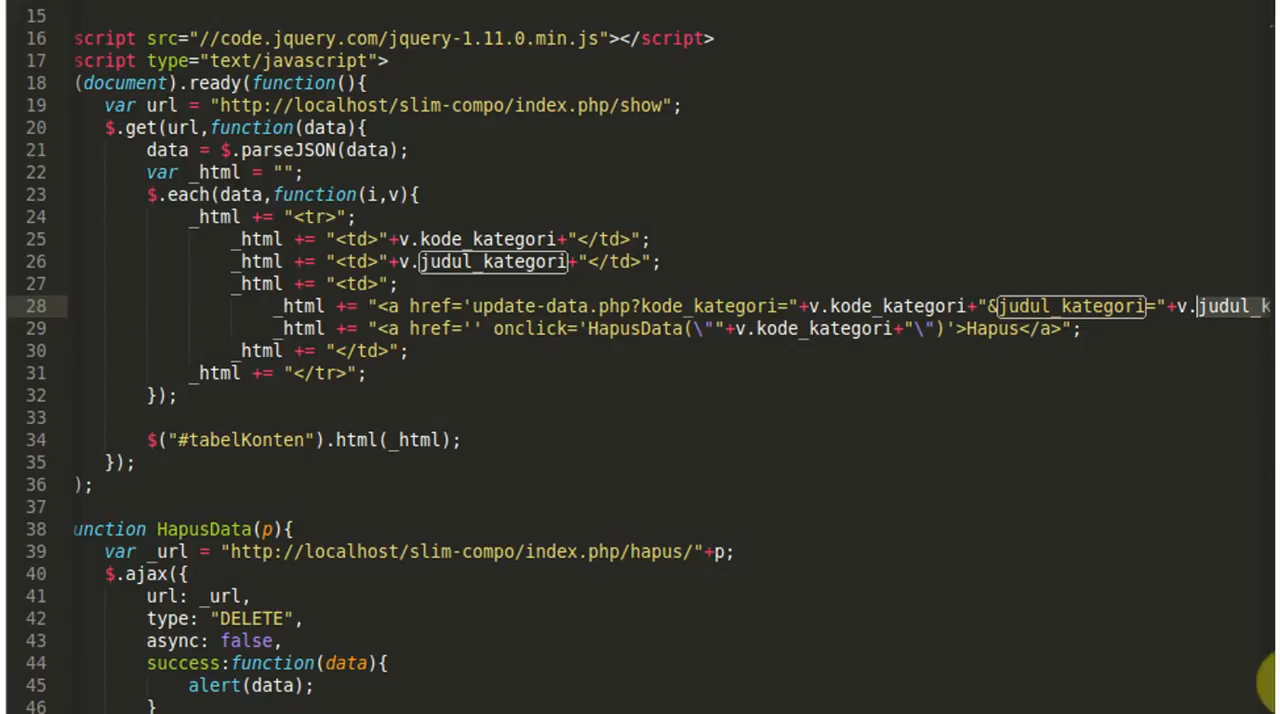 15
16 script src="//code.jquery.com/jquery-1.11.0.min.js"></script>
17 script type="text/javascript">
18 (document).ready(function(){
19 var url = "http://localhost/slim-compo/index.php/show";
20 $.get(url,function(data){
21 data = $.parseJSON(data);
22 var _html = "";
23 $.each(data,function(i,v){
24 _html += "<tr>";
25 _html += "<td>"+v.kode_kategori+"</td>";
26 _html += "<td>"+v.judul_kategori+"</td>";
27 _html += "<td>";
28 _html += "<a href='update-data.php?kode_kategori="+v.kode_kategori+"&judul_kategori="+v.judul_k
29 _html += "<a href='' onclick='HapusData(\""+v.kode_kategori+"\")'>Hapus</a>";
30 _html += "</td>";
31 _html += "</tr>";
32 });
33
34 $("#tabelKonten").html(_html);
35 });
36 );
37
38 unction HapusData(p){
39 var _url = "http://localhost/slim-compo/index.php/hapus/"+p;
40 $.ajax({
41 url: _url,
42 type: "DELETE",
43 async: false,
44 success:function(data){
45 alert(data);
46 }